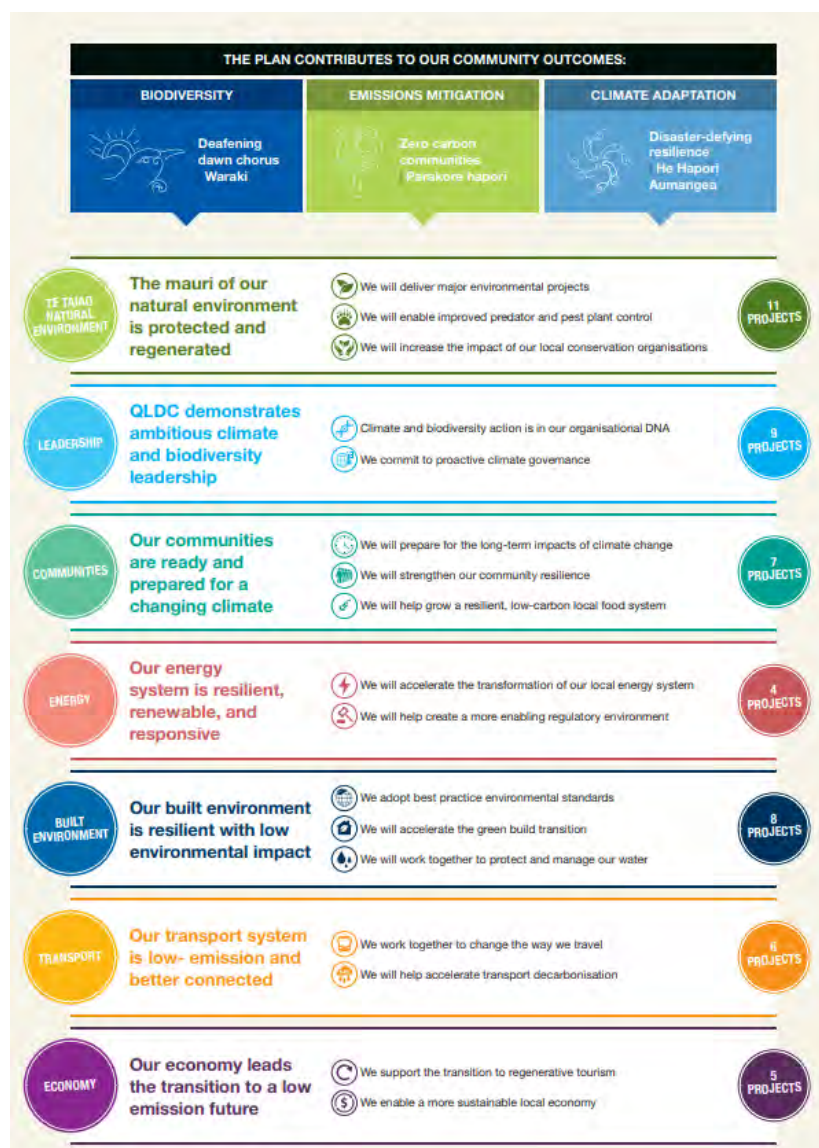 THE PLAN CONTRIBUTES TO OUR COMMUNITY OUTCOMES:
BIODIVERSITY
Deafening
dawn chorus
Waraki
EMISSIONS MITIGATION
Zero carbon
communities
Parakore hapori
CLIMATE ADAPTATION
Disaster-defying
resilience
He Hapori
Aumangea
TE TAIAO
NATURAL
ENVIRONMENT
The mauri of our
natural environment
is protected and
regenerated
We will deliver major environmental projects
We will enable improved predator and pest plant control
We will increase the impact of our local conservation organisations
11
PROJECTS
LEADERSHIP
QLDC demonstrates
ambitious climate
and biodiversity
leadership
Climate and biodiversity action is in our organisational DNA
We commit to proactive climate governance
9
PROJECTS
COMMUNITIES
Our communities
are ready and
prepared for a
changing climate
We will prepare for the long-term impacts of climate change
We will strengthen our community resilience
We will help grow a resilient, low-carbon local food system
7
PROJECTS
ENERGY
Our energy
system is resilient,
renewable, and
responsive
We will accelerate the transformation of our local energy system
We will help create a more enabling regulatory environment
4
PROJECTS
BUILT
ENVIRONMENT
Our built environment
is resilient with low
environmental impact
We adopt best practice environmental standards
We will accelerate the green build transition
We will work together to protect and manage our water
8
PROJECTS
TRANSPORT
Our transport system
is low- emission and
better connected
We work together to change the way we travel
We will help accelerate transport decarbonisation
6
PROJECTS
ECONOMY
Our economy leads
the transition to a low
emission future
We support the transition to regenerative tourism
We enable a more sustainable local economy
5
PROJECTS